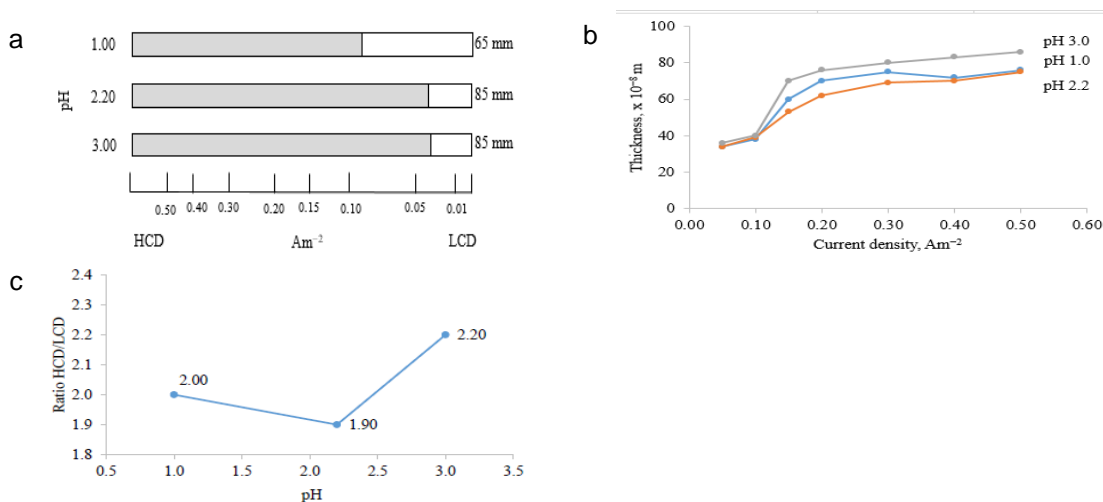 a
1.00
65 mm
pH
2.20
85 mm
3.00
85 mm
0.50 0.40 0.30 0.20 0.15 0.10 0.05 0.01
HCD Am⁻² LCD
b
100
80
60
40
20
0
Thickness, x 10⁻⁸m
0.00 0.10 0.20 0.30 0.40 0.50 0.60
Current density, Am⁻²
pH 3.0
pH 1.0
pH 2.2
c
2.4
2.3
2.2
2.1
2.0
1.9
1.8
Ratio HCD/LCD
2.00
1.90
2.20
0.5 1.0 1.5 2.0 2.5 3.0 3.5
pH